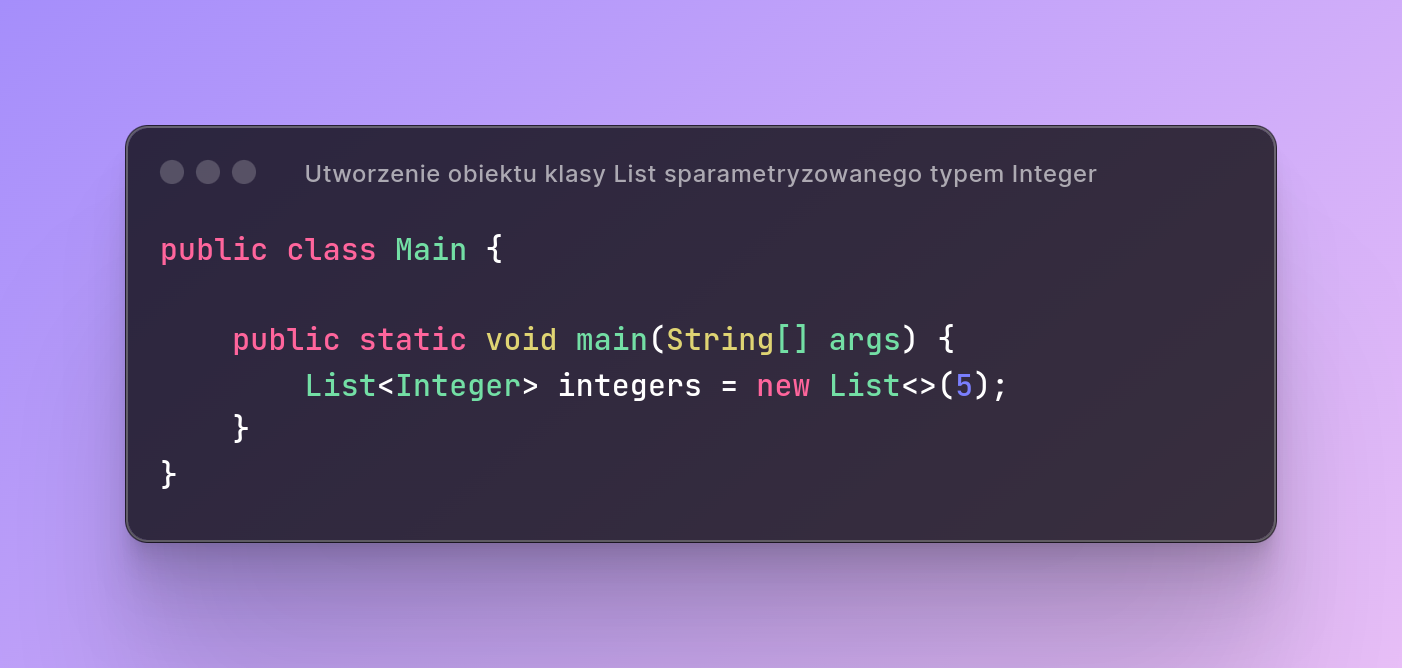 Utworzenie obiektu klasy List sparametryzowanego typem Integer
public class Main {
    public static void main(String[] args) {
        List<Integer> integers = new List<>(5);
    }
}